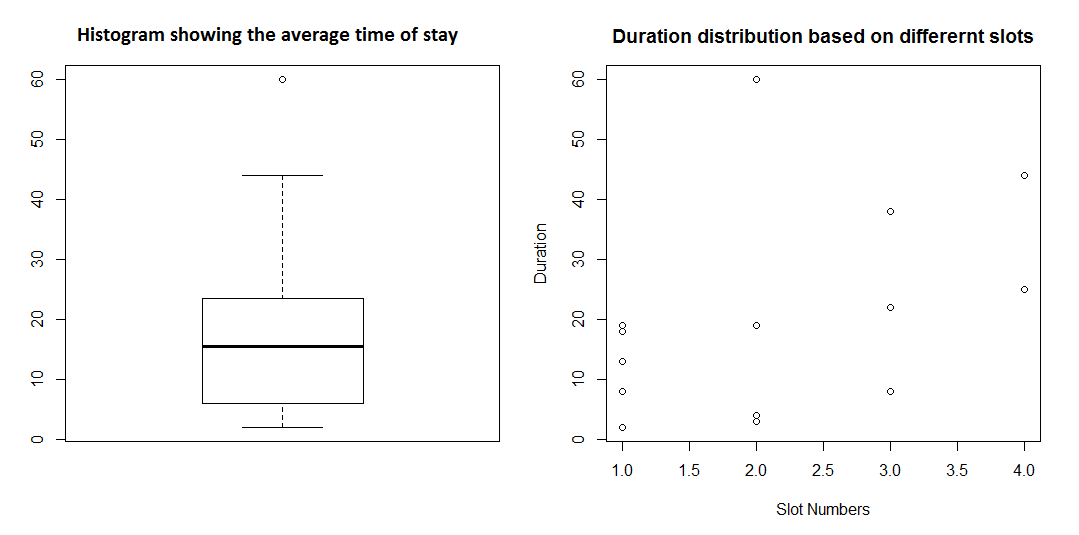 Histogram showing the average time of stay
60
50
40
30
20
10
0
Duration distribution based on differernt slots
Duration
60
50
40
30
20
10
0
1.0 1.5 2.0 2.5 3.0 3.5 4.0
Slot Numbers